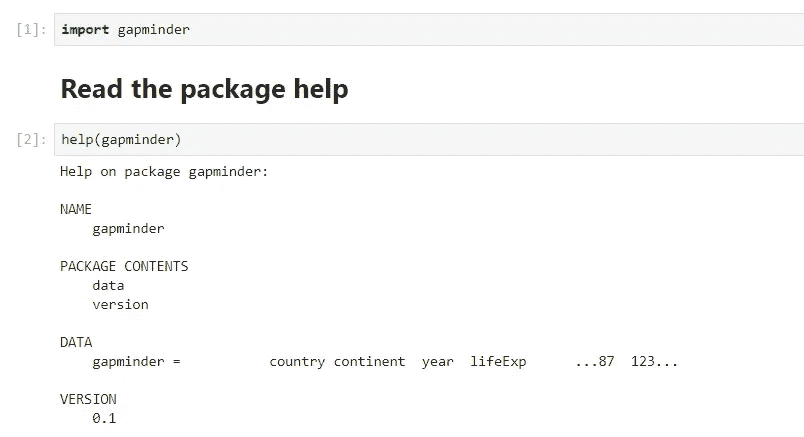 [1]: import gapminder
Read the package help
[2]: help(gapminder)
Help on package gapminder:
NAME
gapminder
PACKAGE CONTENTS
data
version
DATA
gapminder = country continent year lifeExp ...87 123...
VERSION
0.1